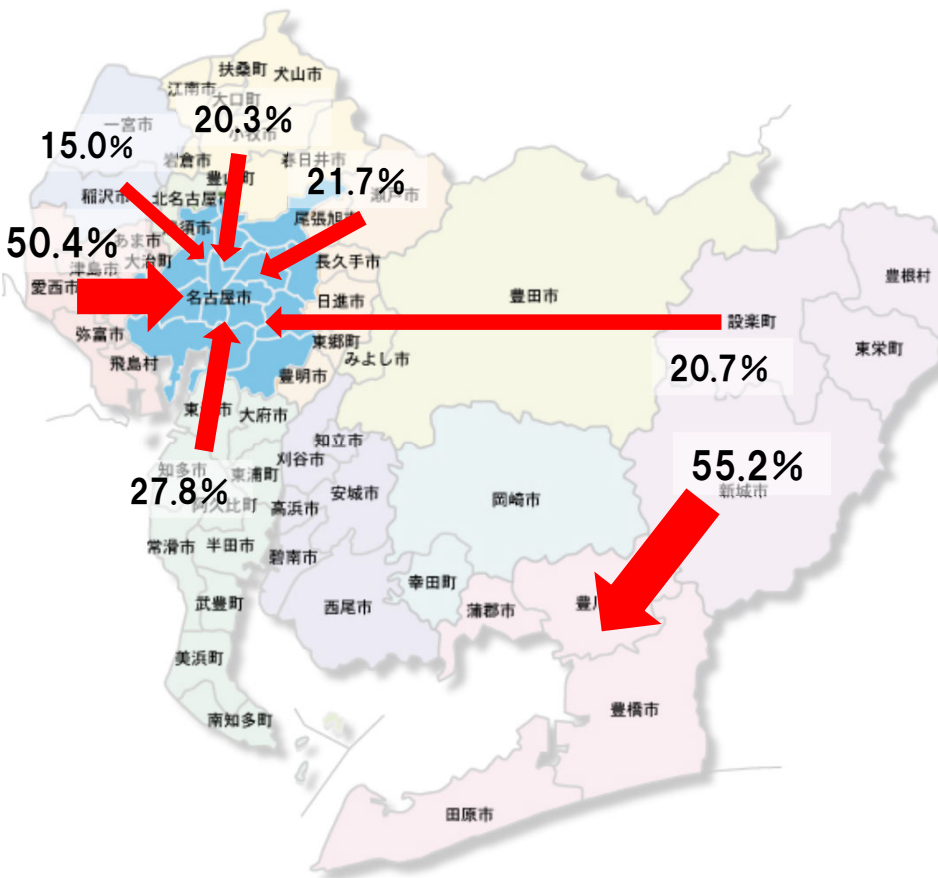 扶桑町
犬山市
江南市
大口町
一宮市
20.3%
小牧市
15.0%
岩倉市
春日井市
豊山町
21.7%
瀬戸市
稲沢市
北名古屋市
尾張旭市
50.4%
あま市
大治町
津島市
長久手市
愛西市
名古屋市
日進市
豊田市
豊根村
設楽町
弥富市
東郷町
みよし市
東栄町
飛島村
豊明市
20.7%
大府市
知立市
刈谷市
知多市
東浦町
27.8%
阿久比町
高浜市
安城市
岡崎市
55.2%
新城市
常滑市
半田市
碧南市
武豊町
西尾市
幸田町
蒲郡市
美浜町
南知多町
豊橋市
田原市